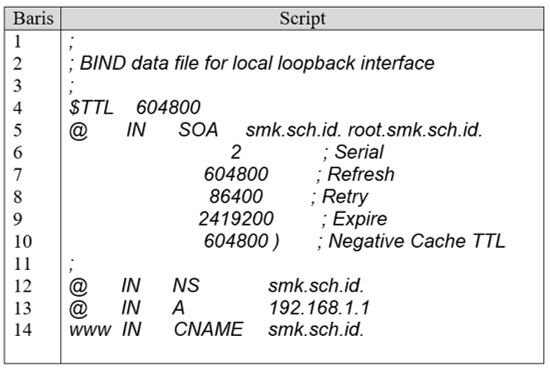 Baris Script
1 ;
2 ; BIND data file for local loopback interface
3 ;
4 $TTL 604800
5 @ IN SOA smk.sch.id. root.smk.sch.id.
6 2 ; Serial
7 604800 ; Refresh
8 86400 ; Retry
9 2419200 ; Expire
10 604800 ) ; Negative Cache TTL
11 ;
12 @ IN NS smk.sch.id.
13 @ IN A 192.168.1.1
14 www IN CNAME smk.sch.id.